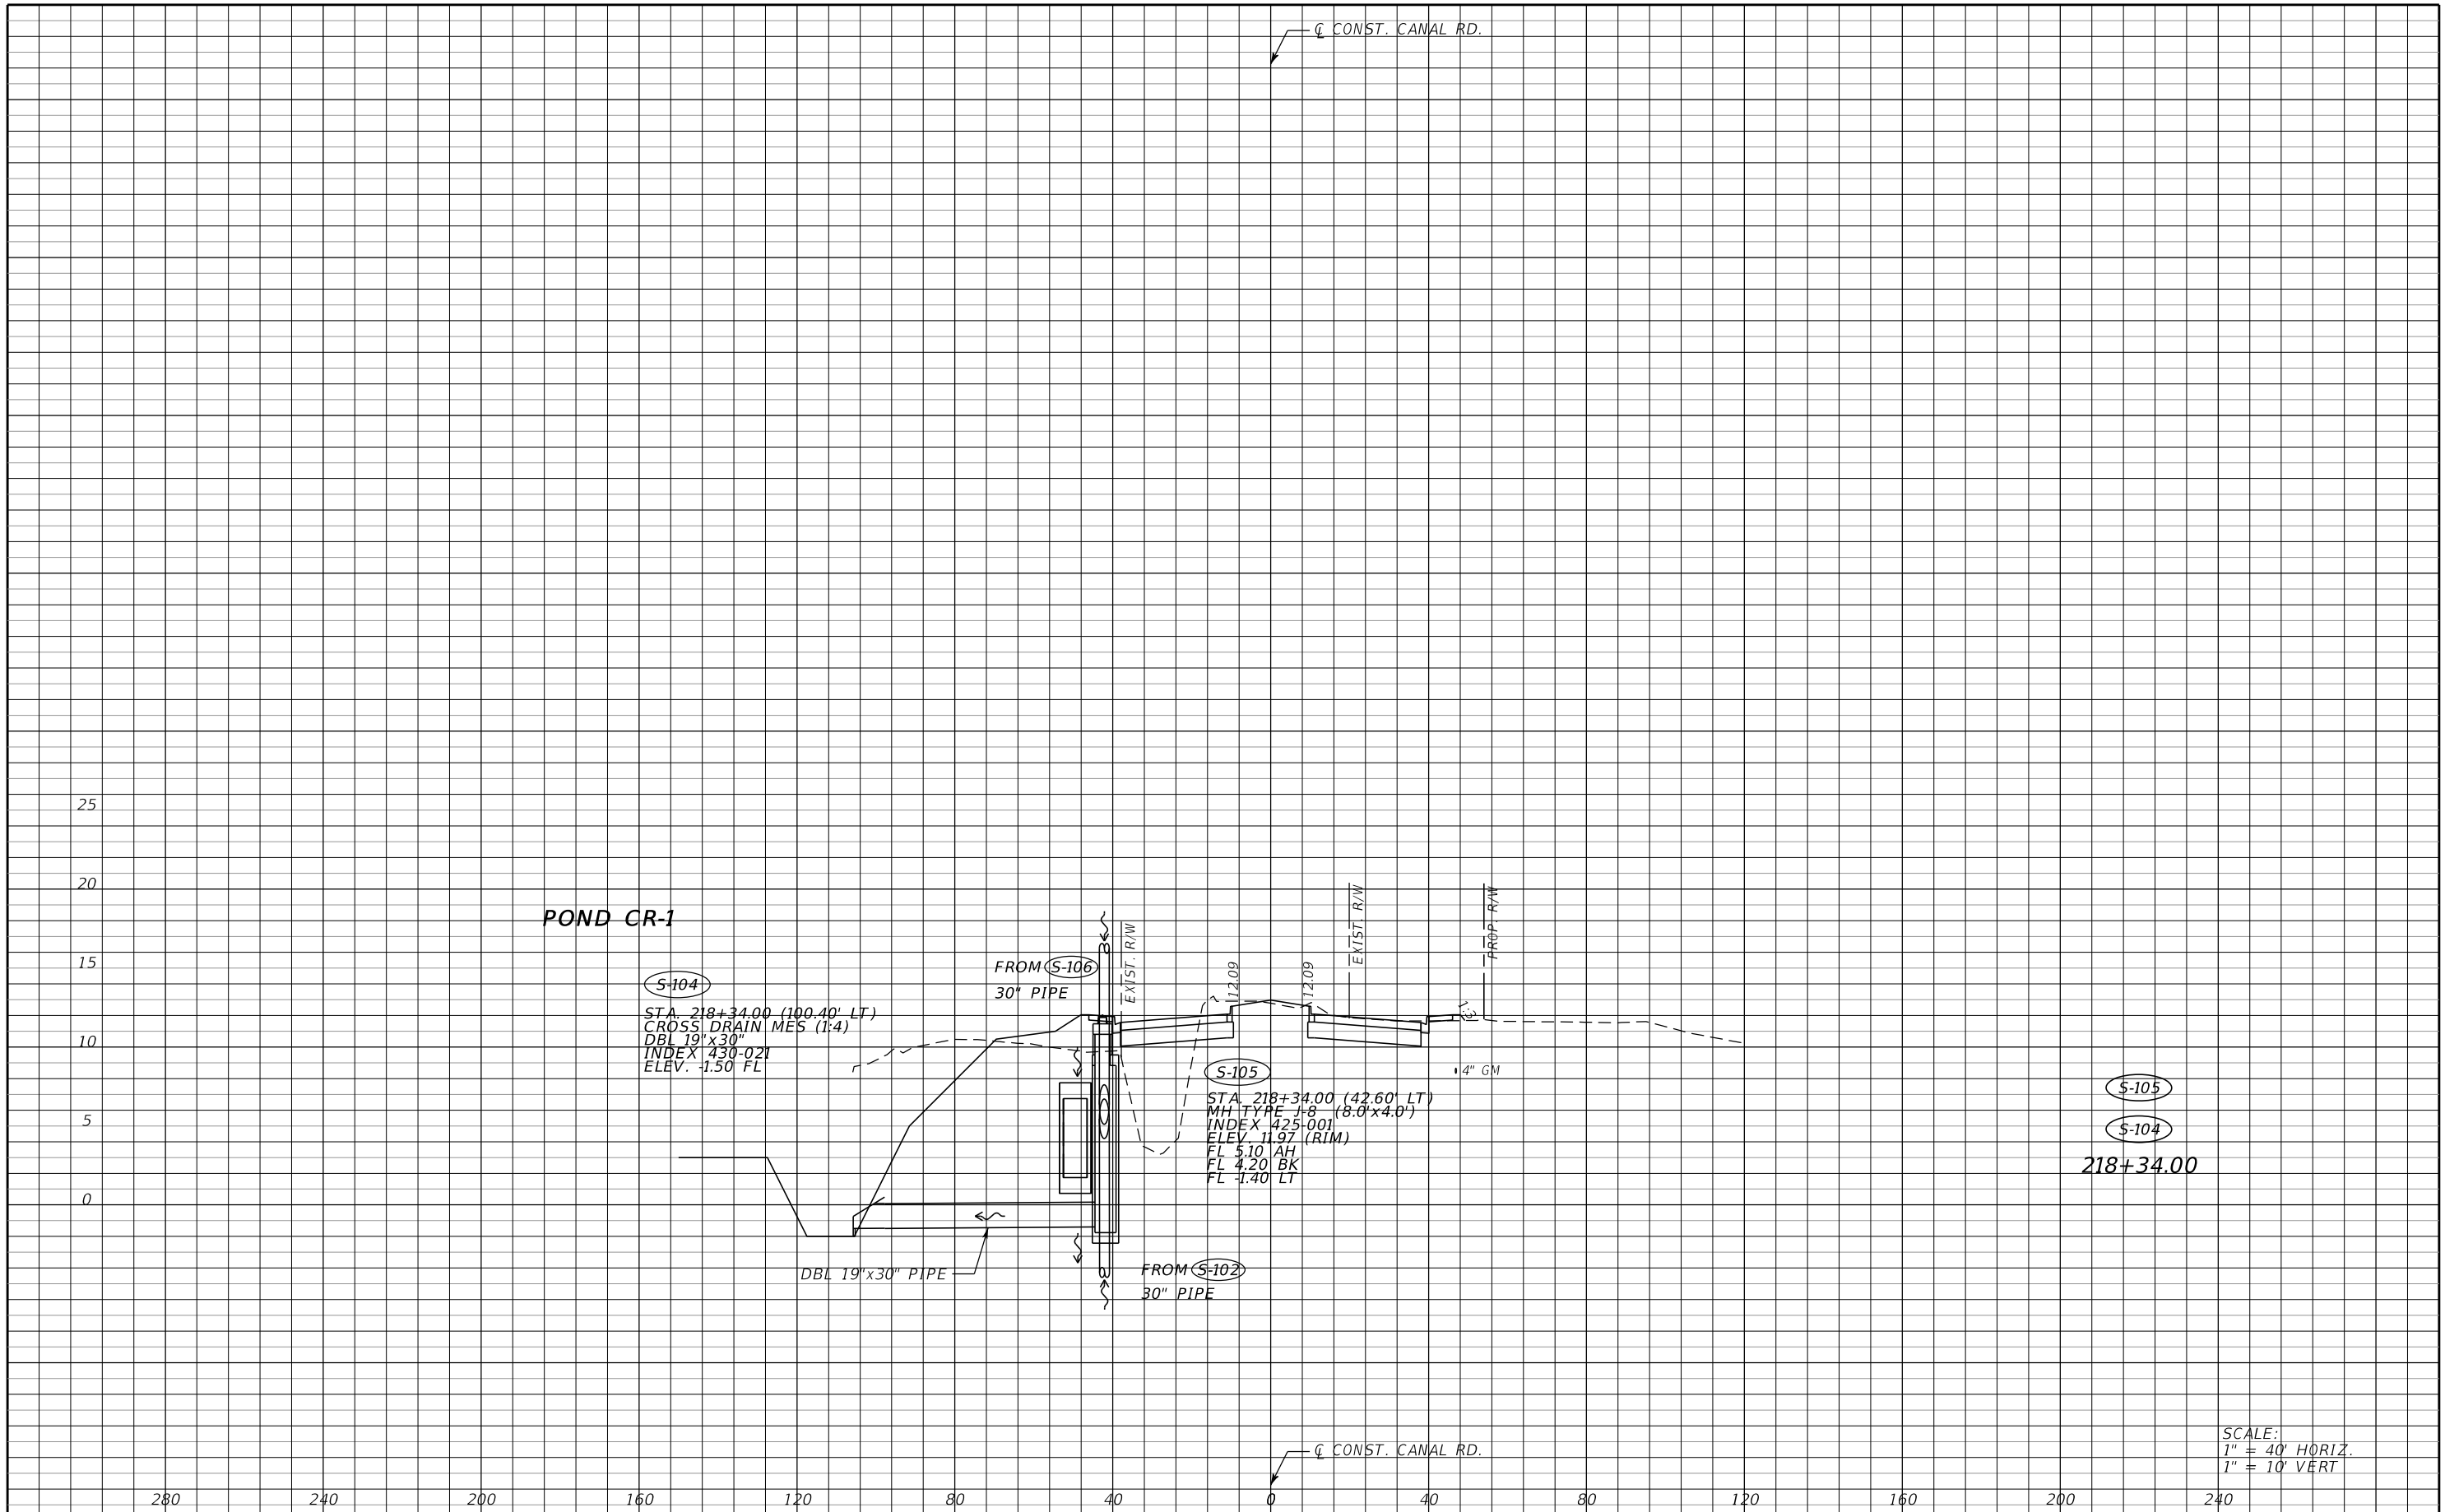 ℄ CONST. CANAL RD.
25
20
15
10
5
0
POND CR-1
S-104
STA. 218+34.00 (100.40' LT)
CROSS DRAIN MES (1:4)
DBL 19"x30"
INDEX 430-021
ELEV. -1.50 FL
FROM S-106
30" PIPE
EXIST. R/W
12.09
12.09
EXIST. R/W
PROP. R/W
1:3
4" GM
S-105
STA. 218+34.00 (42.60' LT)
MH TYPE J-8 (8.0'x4.0')
INDEX 425-001
ELEV. 11.97 (RIM)
FL 5.10 AH
FL 4.20 BK
FL -1.40 LT
S-105
S-104
218+34.00
DBL 19"x30" PIPE
FROM S-102
30" PIPE
℄ CONST. CANAL RD.
SCALE:
1" = 40' HORIZ.
1" = 10' VERT
280 240 200 160 120 80 40 0 40 80 120 160 200 240